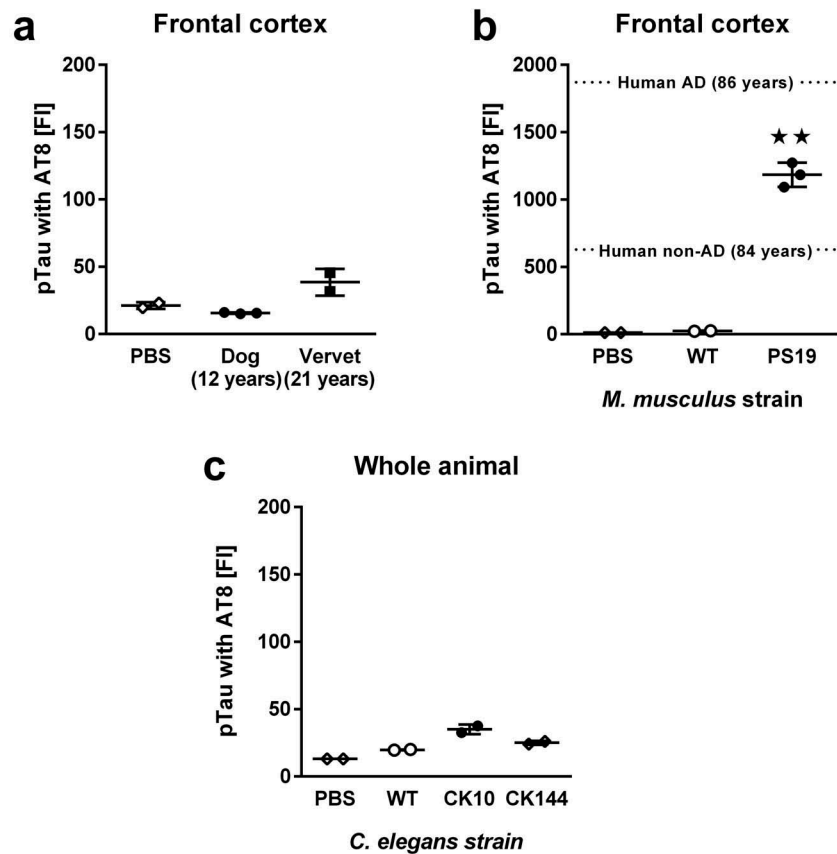 a
Frontal cortex
pTau with AT8 [FI]
200
150
100
50
0
PBS
Dog
(12 years)
Vervet
(21 years)
b
Frontal cortex
pTau with AT8 [FI]
2000
1500
1000
500
0
Human AD (86 years)
★★
Human non-AD (84 years)
PBS
WT
PS19
M. musculus strain
c
Whole animal
pTau with AT8 [FI]
200
150
100
50
0
PBS
WT
CK10
CK144
C. elegans strain